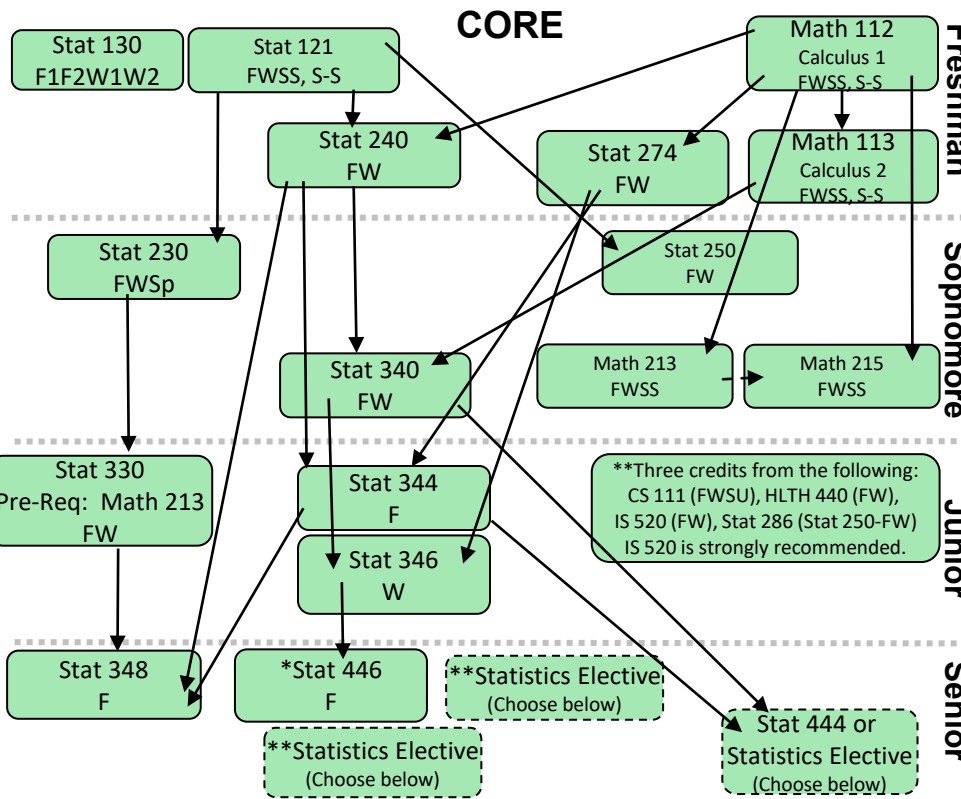 CORE
Stat 130
F1F2W1W2
Stat 121
FWSS, S-S
Math 112
Calculus 1
FWSS, S-S
Freshman
Stat 240
FW
Stat 274
FW
Math 113
Calculus 2
FWSS, S-S
Stat 230
FWSp
Stat 250
FW
Sophomore
Stat 340
FW
Math 213
FWSS
Math 215
FWSS
Stat 330
Pre-Req: Math 213
FW
Stat 344
F
**Three credits from the following:
CS 111 (FWSU), HLTH 440 (FW),
IS 520 (FW), Stat 286 (Stat 250-FW)
IS 520 is strongly recommended.
Junior
Stat 346
W
Stat 348
F
*Stat 446
F
**Statistics Elective
(Choose below)
Senior
Stat 444 or
Statistics Elective
(Choose below)
**Statistics Elective
(Choose below)